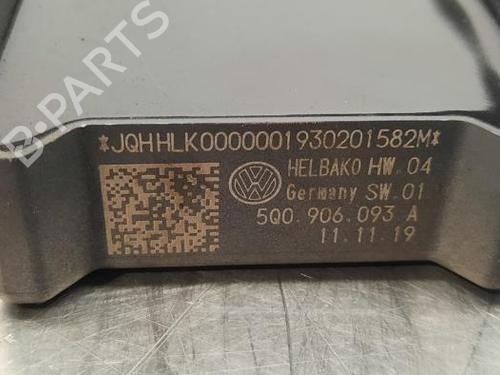 *JQHHLK0000001930201582M*
HELBAKO HW.04
Germany SW.01
5Q0.906.093 A
11.11.19
B-PARTS